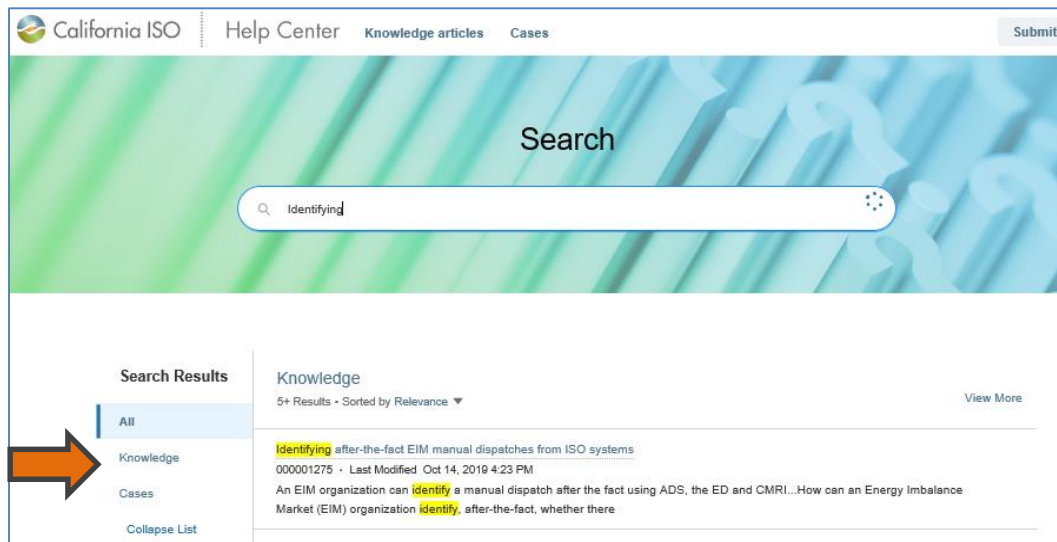 California ISO Help Center Knowledge articles Cases Submit
Search
Identifying
Search Results
All
Knowledge
Cases
Collapse List
Knowledge
5+ Results • Sorted by Relevance ▼
View More
Identifying after-the-fact EIM manual dispatches from ISO systems
000001275 • Last Modified Oct 14, 2019 4:23 PM
An EIM organization can identify a manual dispatch after the fact using ADS, the ED and CMRI...How can an Energy Imbalance
Market (EIM) organization identify, after-the-fact, whether there